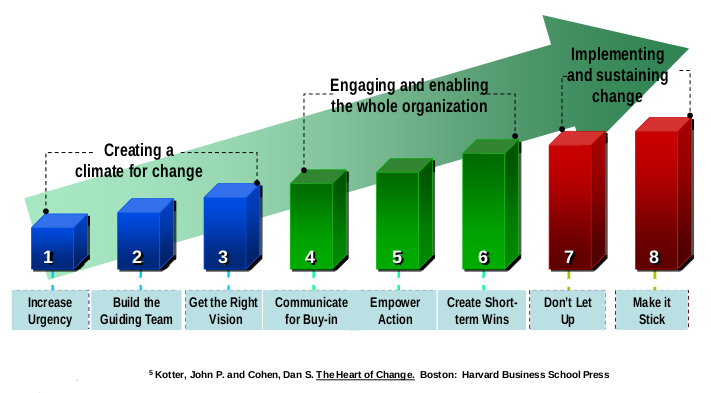 Implementing
and sustaining
change
Engaging and enabling
the whole organization
Creating a
climate for change
1
2
3
4
5
6
7
8
Increase
Urgency
Build the
Guiding Team
Get the Right
Vision
Communicate
for Buy-in
Empower
Action
Create Short-
term Wins
Don't Let
Up
Make it
Stick
5 Kotter, John P. and Cohen, Dan S. The Heart of Change. Boston: Harvard Business School Press